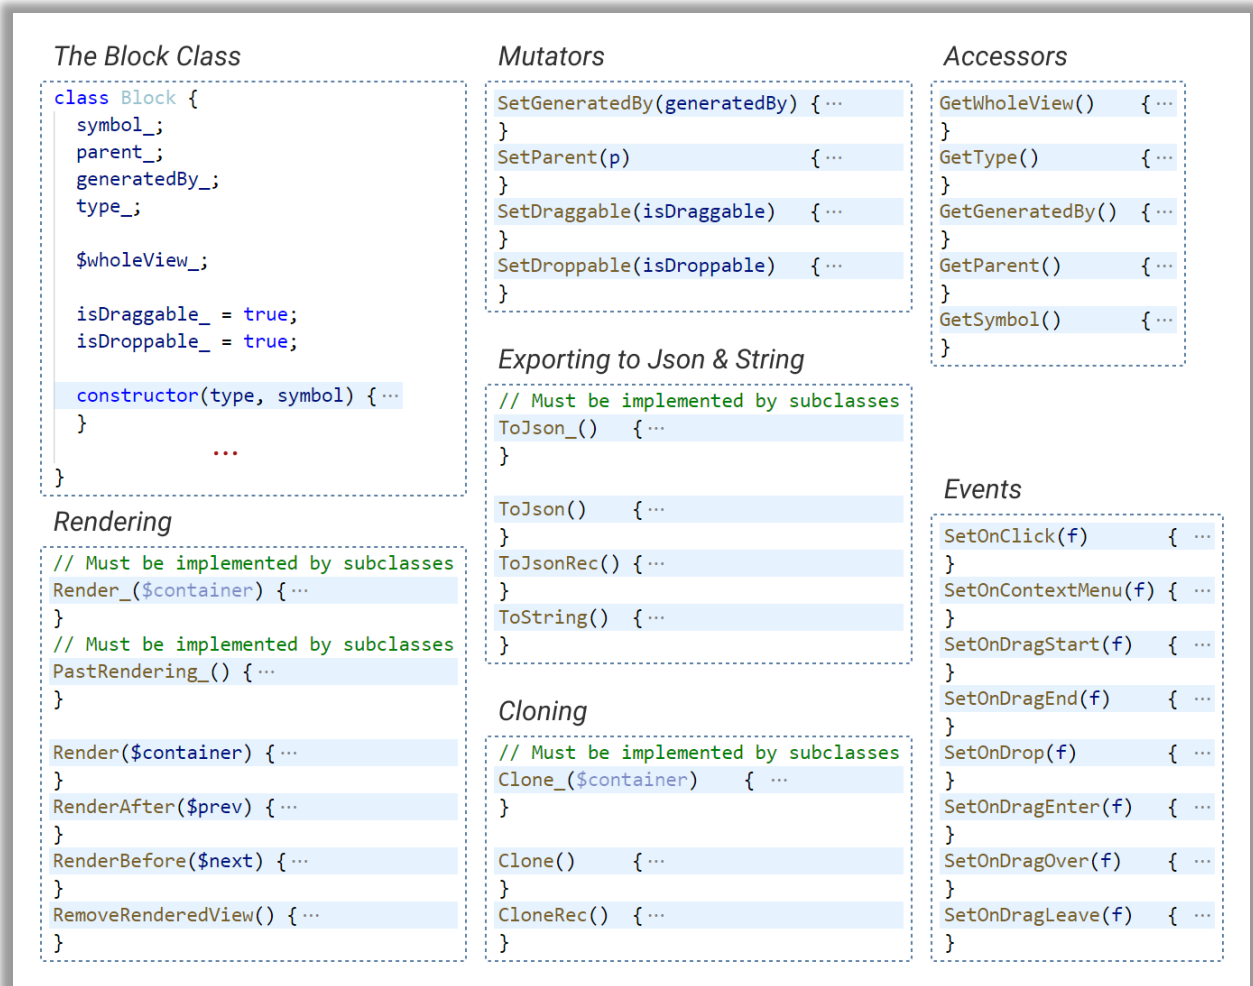 The Block Class
class Block {
symbol_;
parent_;
generatedBy_;
type_;
$wholeView_;
isDraggable_ = true;
isDroppable_ = true;
constructor(type, symbol) {···
}
...
}
Rendering
// Must be implemented by subclasses
Render_($container) {···
}
// Must be implemented by subclasses
PastRendering_() {···
}
Render($container) {···
}
RenderAfter($prev) {···
}
RenderBefore($next) {···
}
RemoveRenderedView() {···
}
Mutators
SetGeneratedBy(generatedBy) {···
}
SetParent(p) {···
}
SetDraggable(isDraggable) {···
}
SetDroppable(isDroppable) {···
}
Exporting to Json & String
// Must be implemented by subclasses
ToJson_() {···
}
ToJson() {···
}
ToJsonRec() {···
}
ToString() {···
}
Cloning
// Must be implemented by subclasses
Clone_($container) { ···
}
Clone() {···
}
CloneRec() {···
}
Accessors
GetWholeView() {···
}
GetType() {···
}
GetGeneratedBy() {···
}
GetParent() {···
}
GetSymbol() {···
}
Events
SetOnClick(f) { ···
}
SetOnContextMenu(f) { ···
}
SetOnDragStart(f) { ···
}
SetOnDragEnd(f) { ···
}
SetOnDrop(f) { ···
}
SetOnDragEnter(f) { ···
}
SetOnDragOver(f) { ···
}
SetOnDragLeave(f) { ···
}